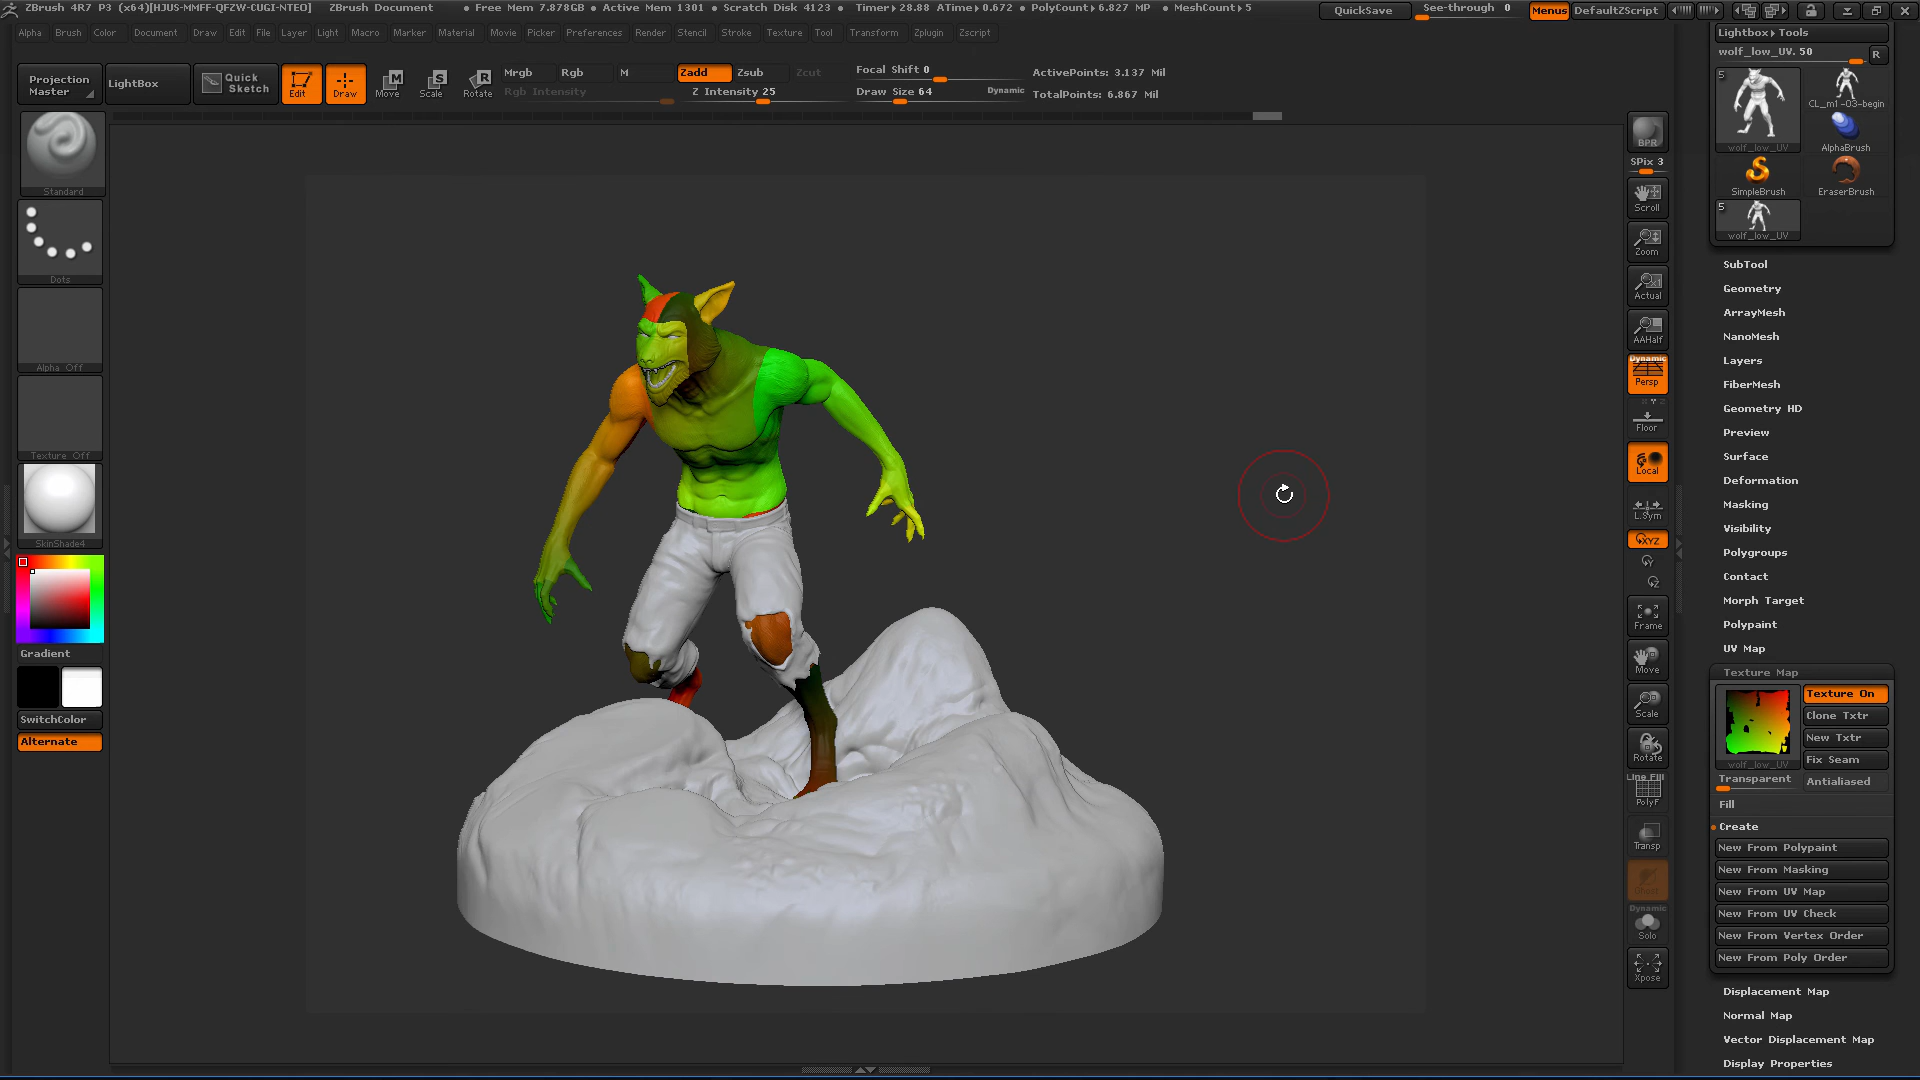 ZBrush 4R7 P3 (x64)[HJUS-MMFF-QFZW-CUGI-NTEO] ZBrush Document • Free Mem 7.878GB • Active Mem 1301 • Scratch Disk 4123 • Timer▸28.88 ATime▸0.672 • PolyCount▸6.827 MP • MeshCount▸5 QuickSave See-through 0 Menus DefaultZScript
Alpha Brush Color Document Draw Edit File Layer Light Macro Marker Material Movie Picker Preferences Render Stencil Stroke Texture Tool Transform Zplugin Zscript
Projection Master
LightBox
Quick Sketch
Edit
Draw
Move
Scale
Rotate
M
S
R
Mrgb Rgb M
Rgb Intensity
Zadd Zsub Zcut
Z Intensity 25
Focal Shift 0
Draw Size 64
Dynamic
ActivePoints: 3.137 Mil
TotalPoints: 6.867 Mil
Standard
Dots
Alpha Off
Texture Off
SkinShade4
Gradient
SwitchColor
Alternate
BPR
SPix 3
Scroll
Zoom
Actual
AAHalf
Dynamic
Persp
Floor
Local
L.Sym
XYZ
Y
Z
Frame
Move
Scale
Rotate
Line Fill
PolyF
Transp
Ghost
Dynamic
Solo
Xpose
Lightbox▸Tools
wolf_low_UV. 50
R
5
wolf_low_UV
CL_m1-03-begin
AlphaBrush
SimpleBrush
EraserBrush
5
wolf_low_UV
SubTool
Geometry
ArrayMesh
NanoMesh
Layers
FiberMesh
Geometry HD
Preview
Surface
Deformation
Masking
Visibility
Polygroups
Contact
Morph Target
Polypaint
UV Map
Texture Map
wolf_low_UV
Texture On
Clone Txtr
New Txtr
Fix Seam
Transparent
Antialiased
Fill
Create
New From Polypaint
New From Masking
New From UV Map
New From UV Check
New From Vertex Order
New From Poly Order
Displacement Map
Normal Map
Vector Displacement Map
Display Properties